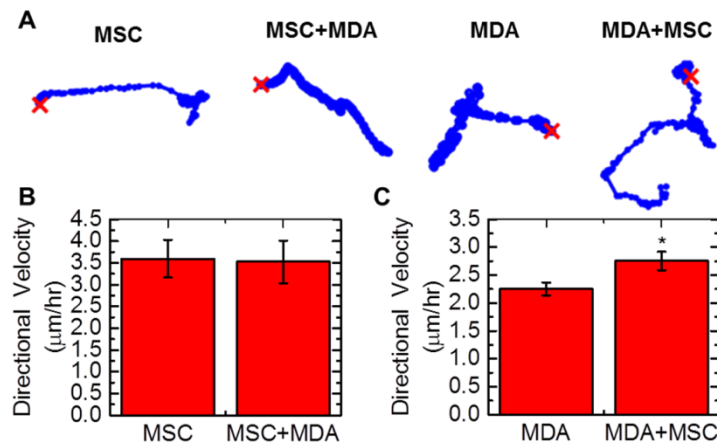 A
MSC
MSC+MDA
MDA
MDA+MSC
B
Directional Velocity
(μm/hr)
4.5
4.0
3.5
3.0
2.5
2.0
1.5
1.0
0.5
0.0
MSC
MSC+MDA
C
Directional Velocity
(μm/hr)
3.5
3.0
2.5
2.0
1.5
1.0
0.5
0.0
*
MDA
MDA+MSC